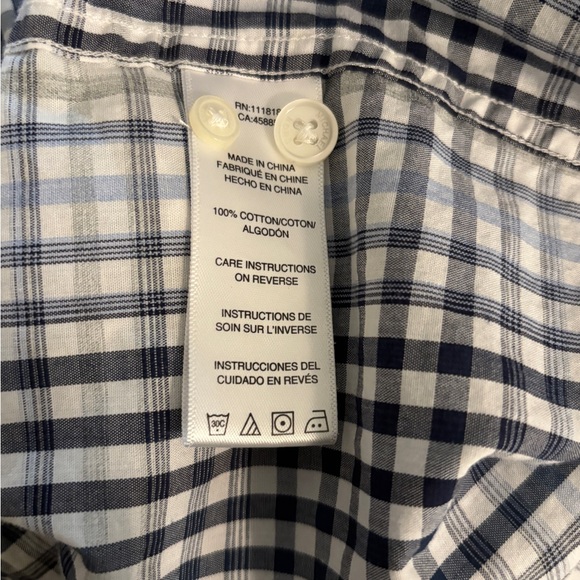 MADE IN CHINA
FABRIQUÉ EN CHINE
HECHO EN CHINA
100% COTTON/COTON/
ALGODÓN
CARE INSTRUCTIONS
ON REVERSE
INSTRUCTIONS DE
SOIN SUR L'INVERSE
INSTRUCCIONES DEL
CUIDADO EN REVÉS
30C